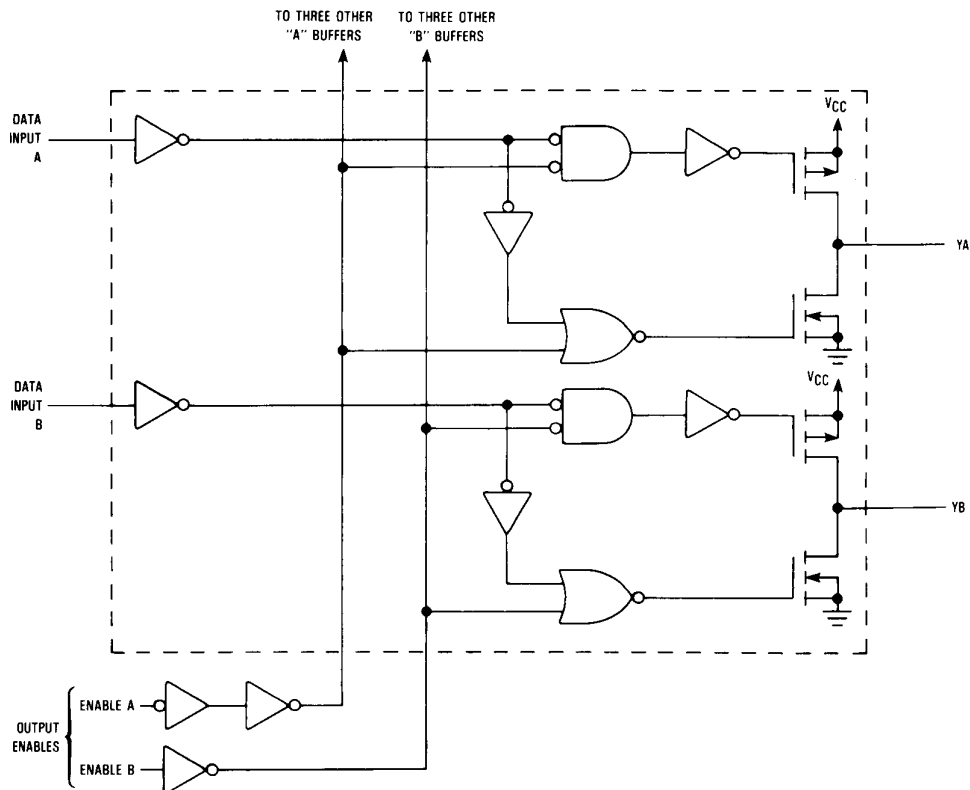 TO THREE OTHER
"A" BUFFERS
TO THREE OTHER
"B" BUFFERS
DATA
INPUT
A
VCC
YA
DATA
INPUT
B
VCC
YB
OUTPUT
ENABLES
ENABLE A
ENABLE B